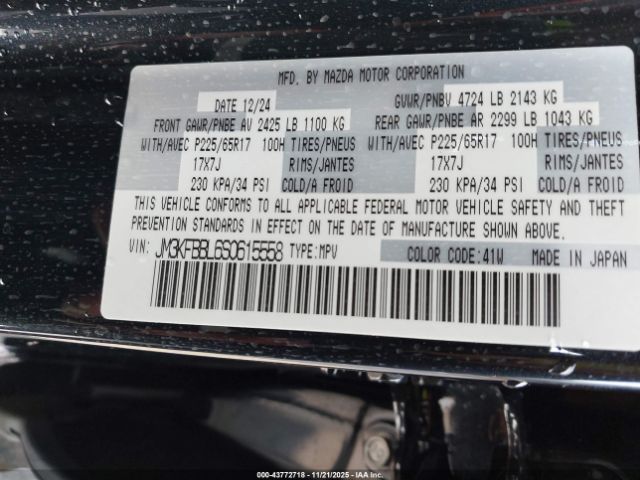 MFD. BY MAZDA MOTOR CORPORATION
DATE 12/24 GVWR/PNBV 4724 LB 2143 KG
FRONT GAWR/PNBE AV 2425 LB 1100 KG REAR GAWR/PNBE AR 2299 LB 1043 KG
WITH/AVEC P225/65R17 100H TIRES/PNEUS WITH/AVEC P225/65R17 100H TIRES/PNEUS
17X7J RIMS/JANTES 17X7J RIMS/JANTES
230 KPA/34 PSI COLD/A FROID 230 KPA/34 PSI COLD/A FROID
THIS VEHICLE CONFORMS TO ALL APPLICABLE FEDERAL MOTOR VEHICLE SAFETY AND THEFT
PREVENTION STANDARDS IN EFFECT ON THE DATE OF MANUFACTURE SHOWN ABOVE.
VIN: JM3KFBBL6S0615558 TYPE:MPV COLOR CODE:41W MADE IN JAPAN
000-43772718 - 11/21/2025 - IAA Inc.